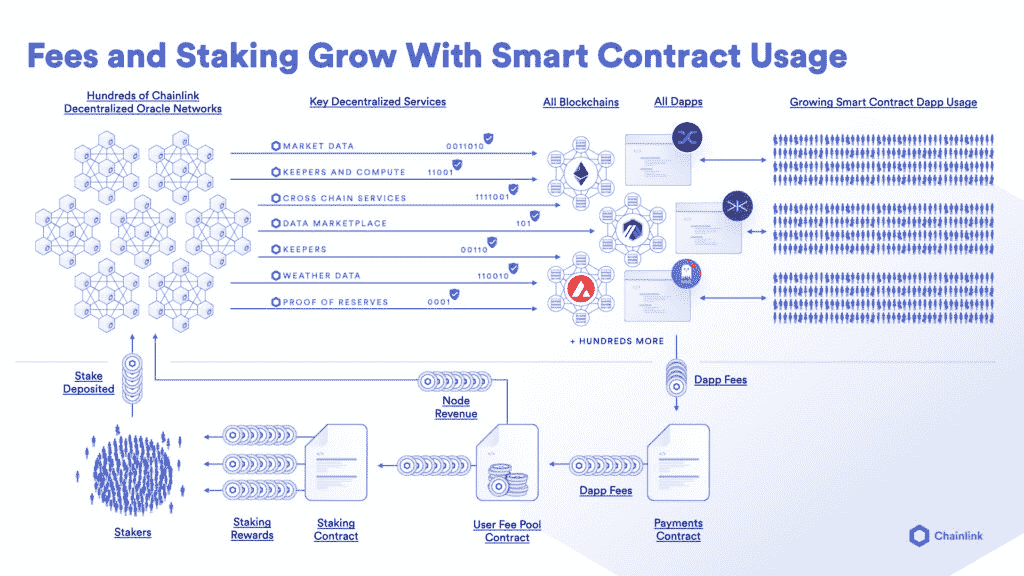 Fees and Staking Grow With Smart Contract Usage
Hundreds of Chainlink
Decentralized Oracle Networks
Key Decentralized Services
All Blockchains
All Dapps
Growing Smart Contract Dapp Usage
MARKET DATA 0011010
KEEPERS AND COMPUTE 11001
CROSS CHAIN SERVICES 1111001
DATA MARKETPLACE 101
KEEPERS 00110
WEATHER DATA 110010
PROOF OF RESERVES 0001
+ HUNDREDS MORE
Stake
Deposited
Node
Revenue
Dapp Fees
Dapp Fees
Stakers
Staking
Rewards
Staking
Contract
User Fee Pool
Contract
Payments
Contract
Chainlink